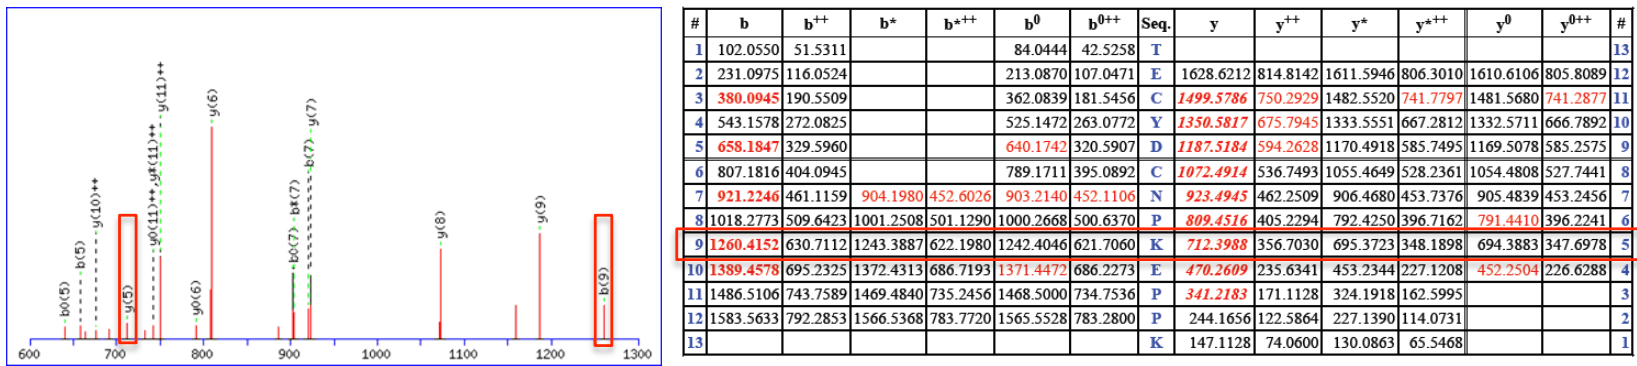 b0(5)
b(5)
y(10)++
y(5)
y0(11)++,y*(11)++
y(11)++
y0(6)
y(6)
b0(7)
b*(7)
b(7)
y(7)
y(8)
y(9)
b(9)
600 700 800 900 1000 1100 1200 1300
# b b++ b* b*++ b0 b0++ Seq. y y++ y* y*++ y0 y0++ #
1 102.0550 51.5311 84.0444 42.5258 T 13
2 231.0975 116.0524 213.0870 107.0471 E 1628.6212 814.8142 1611.5946 806.3010 1610.6106 805.8089 12
3 380.0945 190.5509 362.0839 181.5456 C 1499.5786 750.2929 1482.5520 741.7797 1481.5680 741.2877 11
4 543.1578 272.0825 525.1472 263.0772 Y 1350.5817 675.7945 1333.5551 667.2812 1332.5711 666.7892 10
5 658.1847 329.5960 640.1742 320.5907 D 1187.5184 594.2628 1170.4918 585.7495 1169.5078 585.2575 9
6 807.1816 404.0945 789.1711 395.0892 C 1072.4914 536.7493 1055.4649 528.2361 1054.4808 527.7441 8
7 921.2246 461.1159 904.1980 452.6026 903.2140 452.1106 N 923.4945 462.2509 906.4680 453.7376 905.4839 453.2456 7
8 1018.2773 509.6423 1001.2508 501.1290 1000.2668 500.6370 P 809.4516 405.2294 792.4250 396.7162 791.4410 396.2241 6
9 1260.4152 630.7112 1243.3887 622.1980 1242.4046 621.7060 K 712.3988 356.7030 695.3723 348.1898 694.3883 347.6978 5
10 1389.4578 695.2325 1372.4313 686.7193 1371.4472 686.2273 E 470.2609 235.6341 453.2344 227.1208 452.2504 226.6288 4
11 1486.5106 743.7589 1469.4840 735.2456 1468.5000 734.7536 P 341.2183 171.1128 324.1918 162.5995 3
12 1583.5633 792.2853 1566.5368 783.7720 1565.5528 783.2800 P 244.1656 122.5864 227.1390 114.0731 2
13 K 147.1128 74.0600 130.0863 65.5468 1